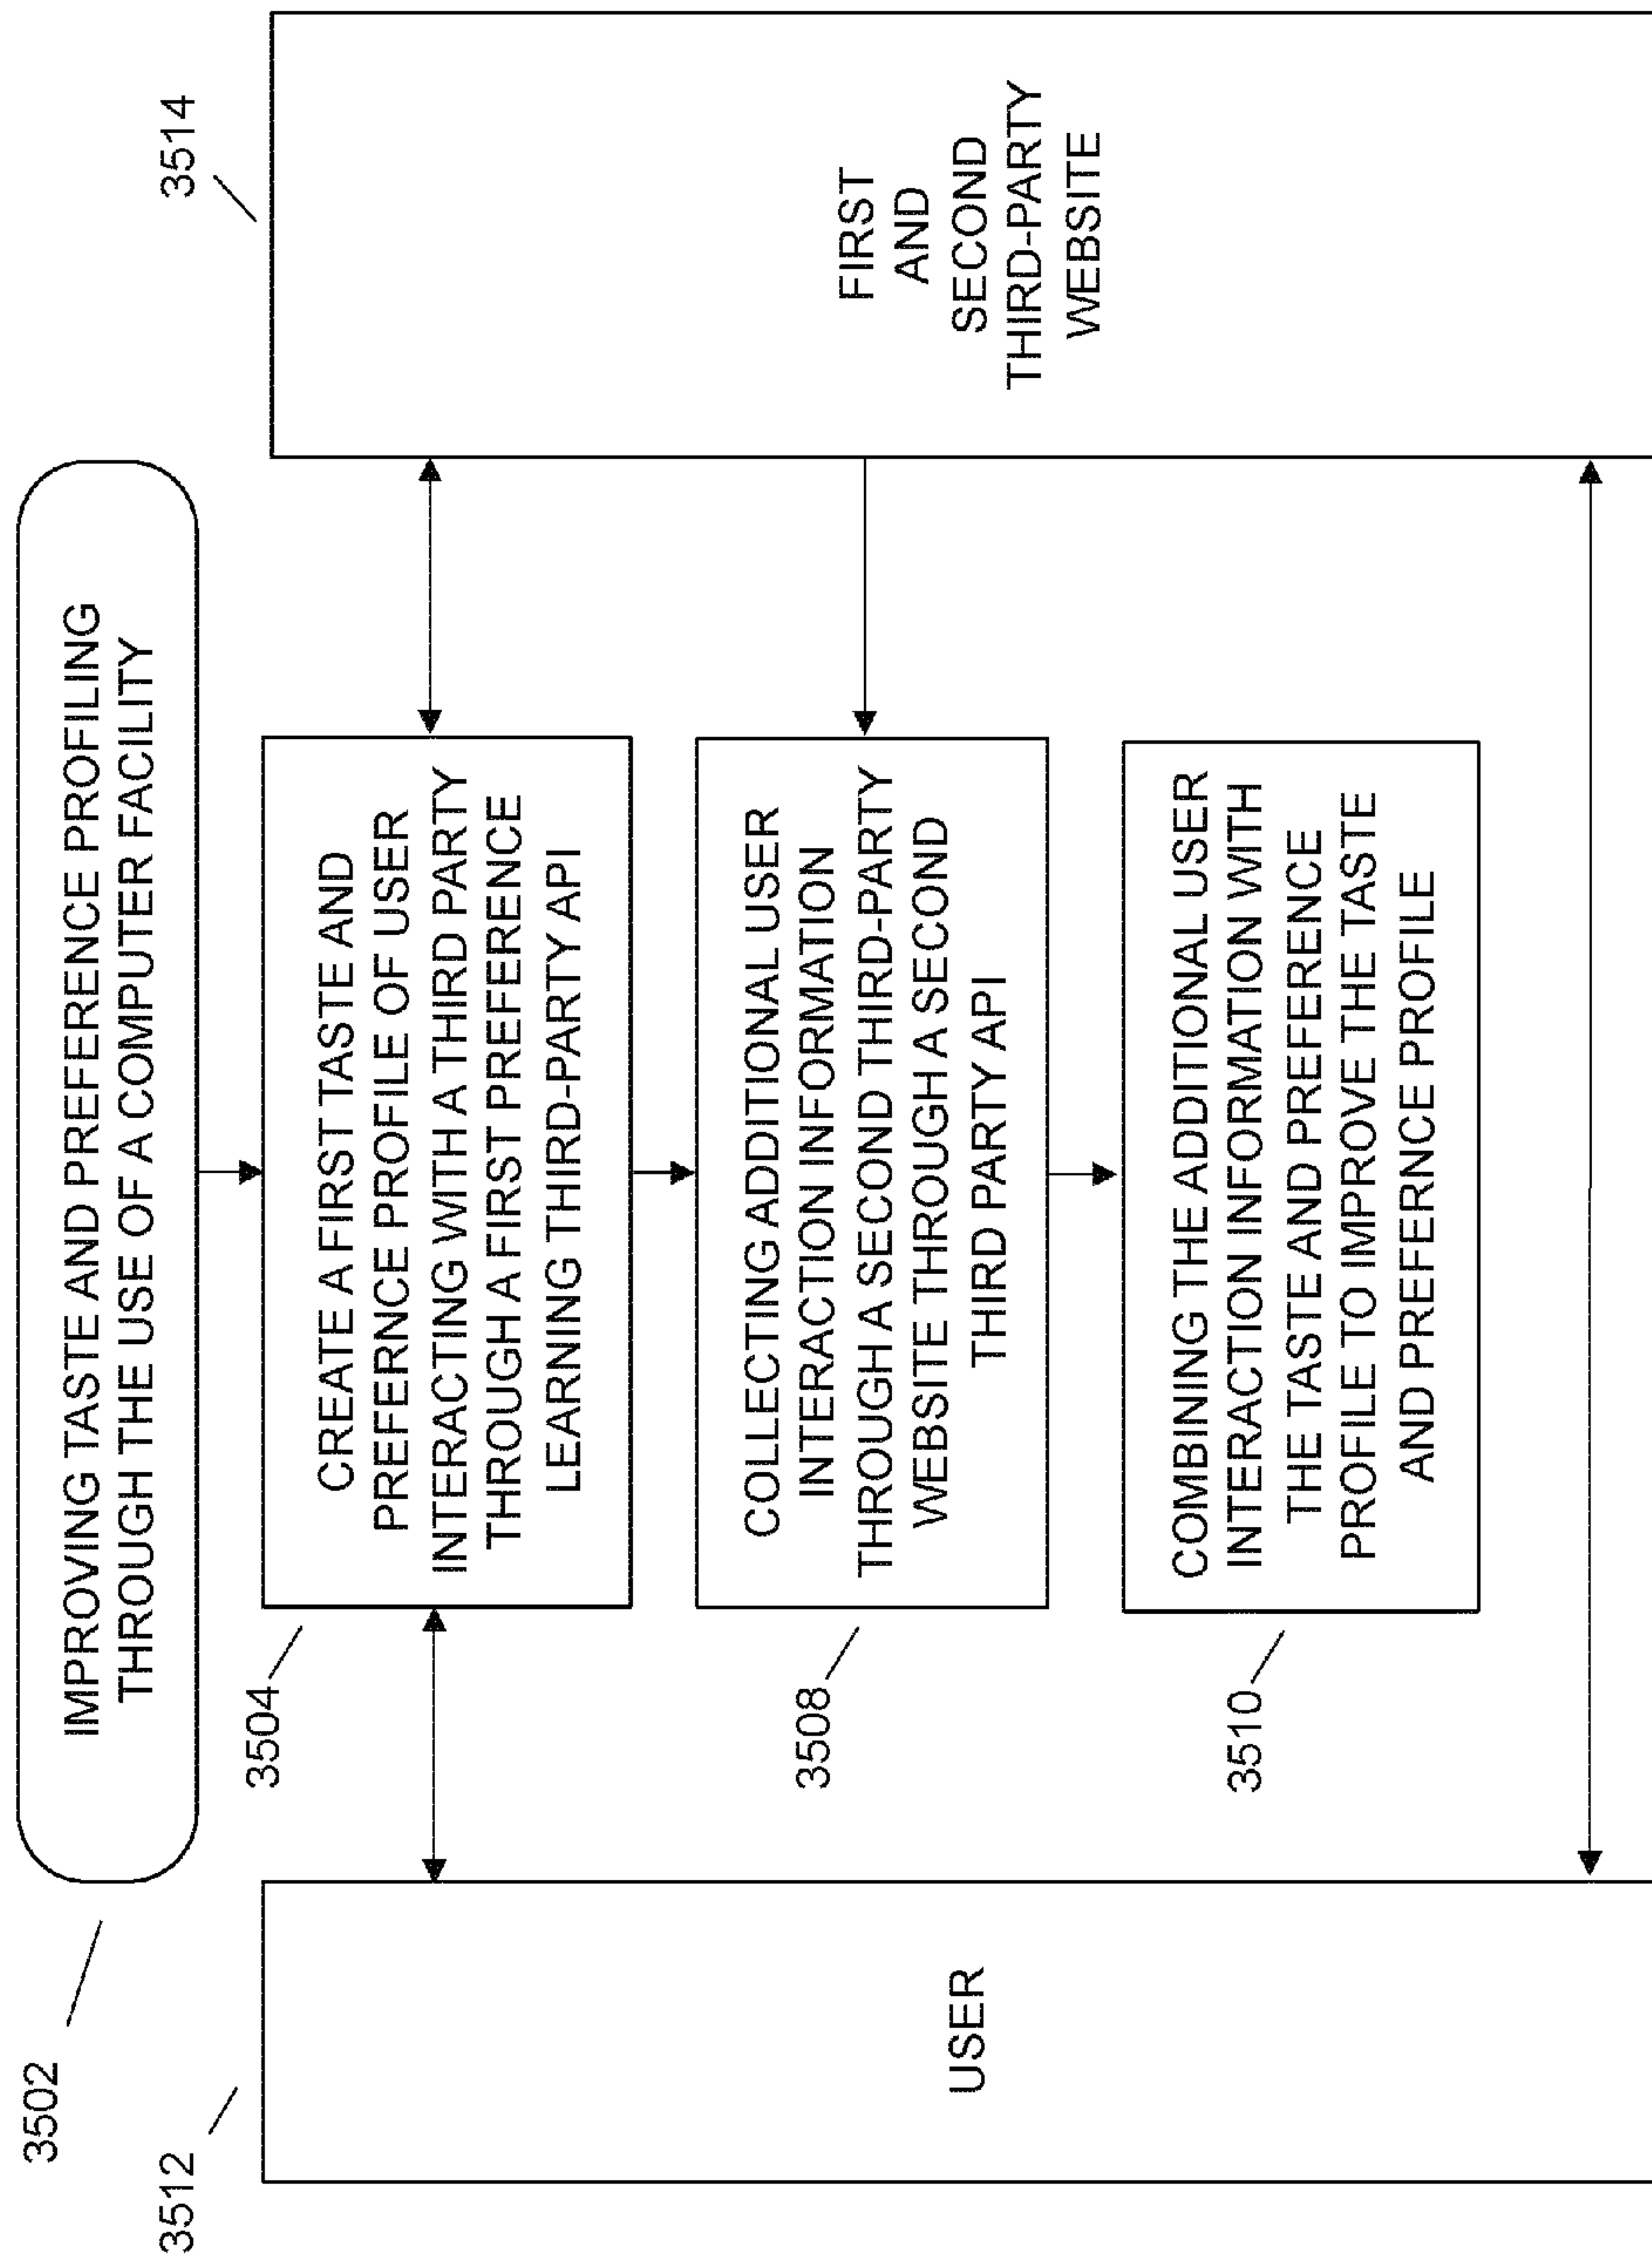 3502
IMPROVING TASTE AND PREFERENCE PROFILING
THROUGH THE USE OF A COMPUTER FACILITY
3512
USER
3504
CREATE A FIRST TASTE AND
PREFERENCE PROFILE OF USER
INTERACTING WITH A THIRD PARTY
THROUGH A FIRST PREFERENCE
LEARNING THIRD-PARTY API
3508
COLLECTING ADDITIONAL USER
INTERACTION INFORMATION
THROUGH A SECOND THIRD-PARTY
WEBSITE THROUGH A SECOND
THIRD PARTY API
3510
COMBINING THE ADDITIONAL USER
INTERACTION INFORMATION WITH
THE TASTE AND PREFERENCE
PROFILE TO IMPROVE THE TASTE
AND PREFERNCE PROFILE
3514
FIRST
AND
SECOND
THIRD-PARTY
WEBSITE